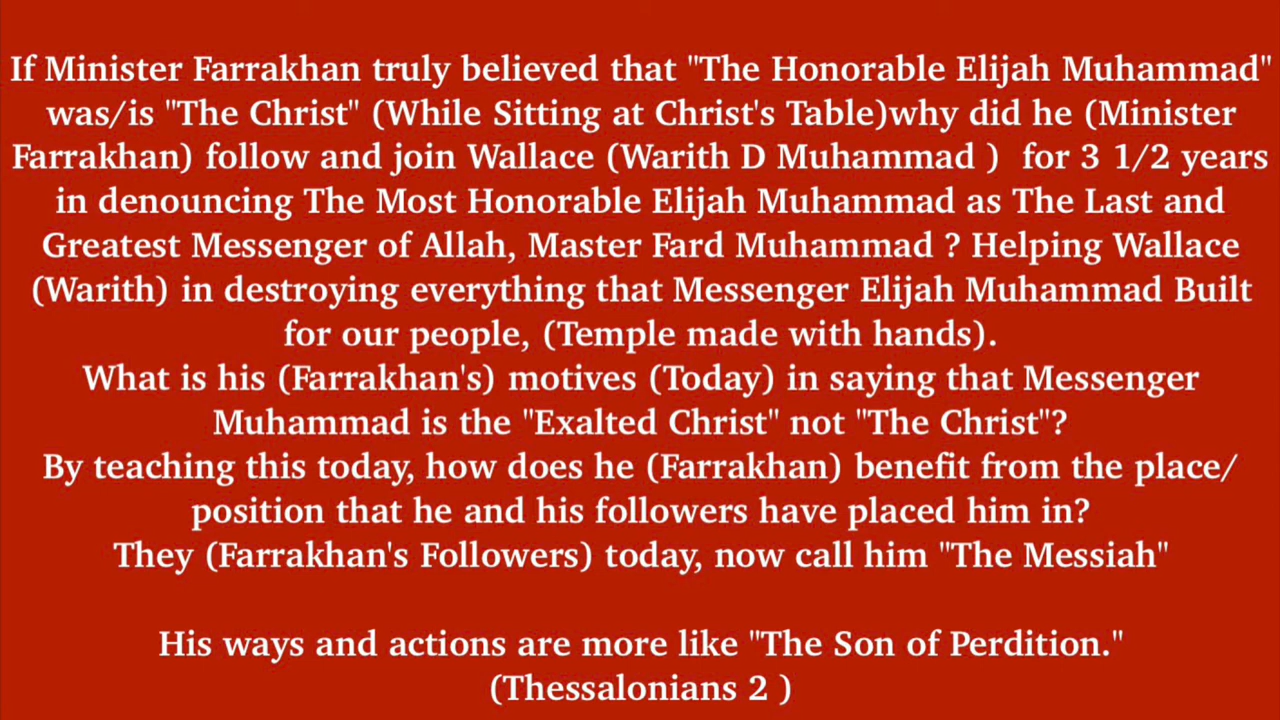 If Minister Farrakhan truly believed that "The Honorable Elijah Muhammad"
was/is "The Christ" (While Sitting at Christ's Table)why did he (Minister
Farrakhan) follow and join Wallace (Warith D Muhammad )  for 3 1/2 years
in denouncing The Most Honorable Elijah Muhammad as The Last and
Greatest Messenger of Allah, Master Fard Muhammad ? Helping Wallace
(Warith) in destroying everything that Messenger Elijah Muhammad Built
for our people, (Temple made with hands).
What is his (Farrakhan's) motives (Today) in saying that Messenger
Muhammad is the "Exalted Christ" not "The Christ"?
By teaching this today, how does he (Farrakhan) benefit from the place/
position that he and his followers have placed him in?
They (Farrakhan's Followers) today, now call him "The Messiah"
His ways and actions are more like "The Son of Perdition."
(Thessalonians 2 )